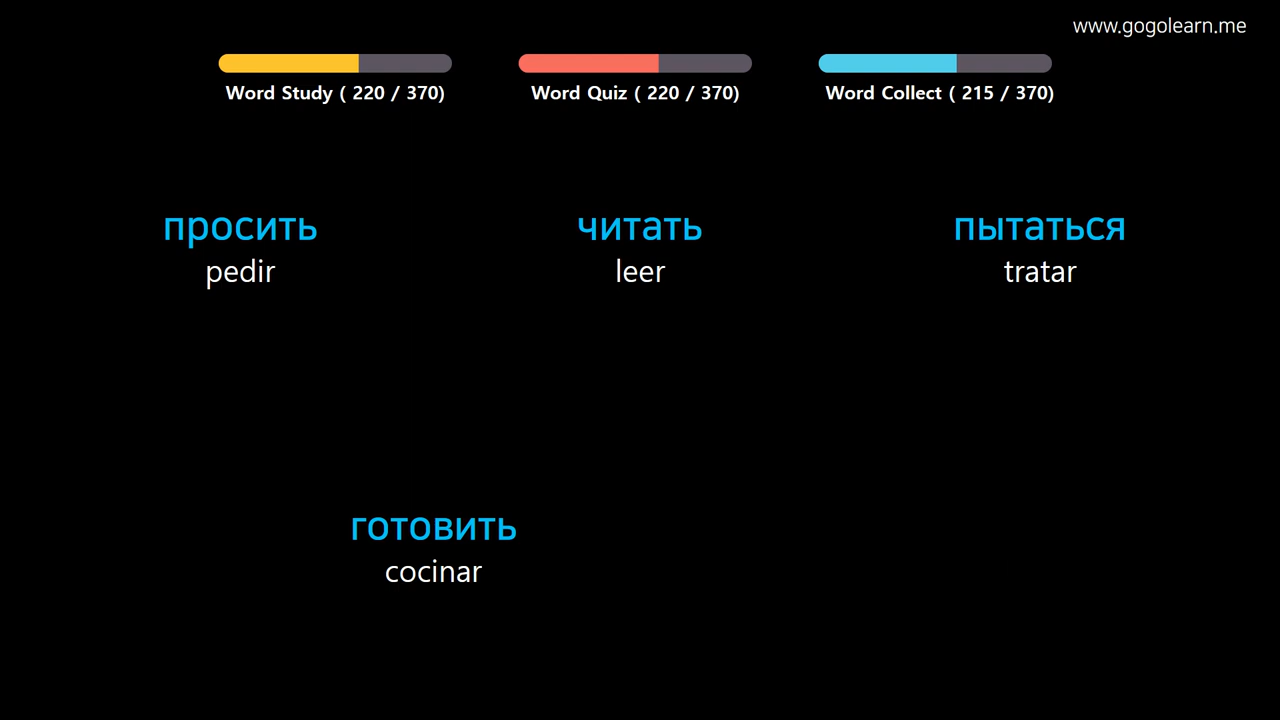 www.gogolearn.me
Word Study ( 220 / 370)
Word Quiz ( 220 / 370)
Word Collect ( 215 / 370)
просить
pedir
читать
leer
пытаться
tratar
готовить
cocinar